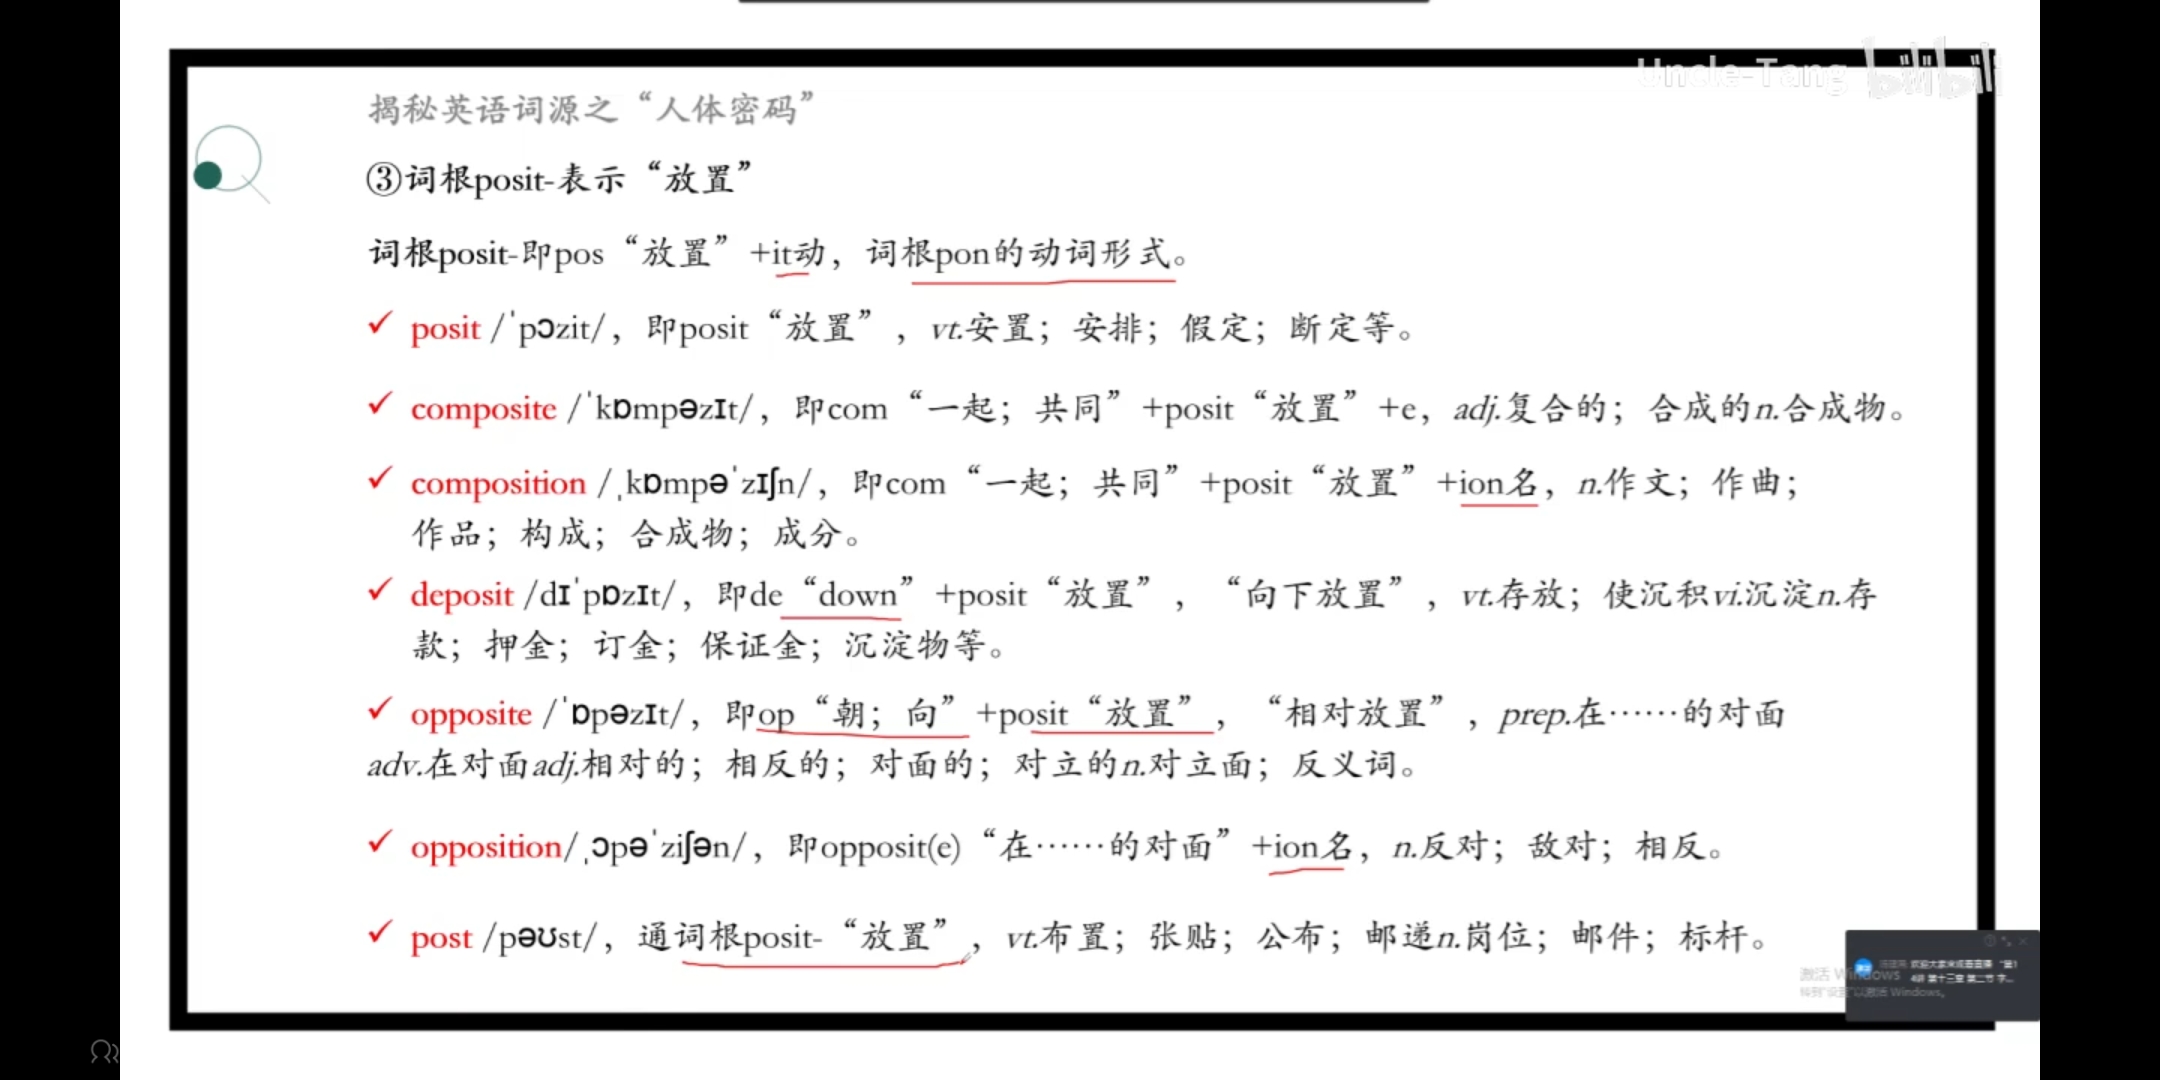 Uncle-Tang bilibili
揭秘英语词源之“人体密码”
③词根posit-表示“放置”
词根posit-即pos“放置”+it动，词根pon的动词形式。
✓ posit /ˈpɔzit/，即posit“放置”，vt.安置；安排；假定；断定等。
✓ composite /ˈkɒmpəzɪt/，即com“一起；共同”+posit“放置”+e，adj.复合的；合成的n.合成物。
✓ composition /ˌkɒmpəˈzɪʃn/，即com“一起；共同”+posit“放置”+ion名，n.作文；作曲；
作品；构成；合成物；成分。
✓ deposit /dɪˈpɒzɪt/，即de“down”+posit“放置”，“向下放置”，vt.存放；使沉积vi.沉淀n.存
款；押金；订金；保证金；沉淀物等。
✓ opposite /ˈɒpəzɪt/，即op“朝；向”+posit“放置”，“相对放置”，prep.在……的对面
adv.在对面adj.相对的；相反的；对面的；对立的n.对立面；反义词。
✓ opposition/ˌɔpəˈziʃən/，即opposit(e)“在……的对面”+ion名，n.反对；敌对；相反。
✓ post /pəʊst/，通词根posit-“放置”，vt.布置；张贴；公布；邮递n.岗位；邮件；标杆。
激活 Windows
转到“设置”以激活 Windows。